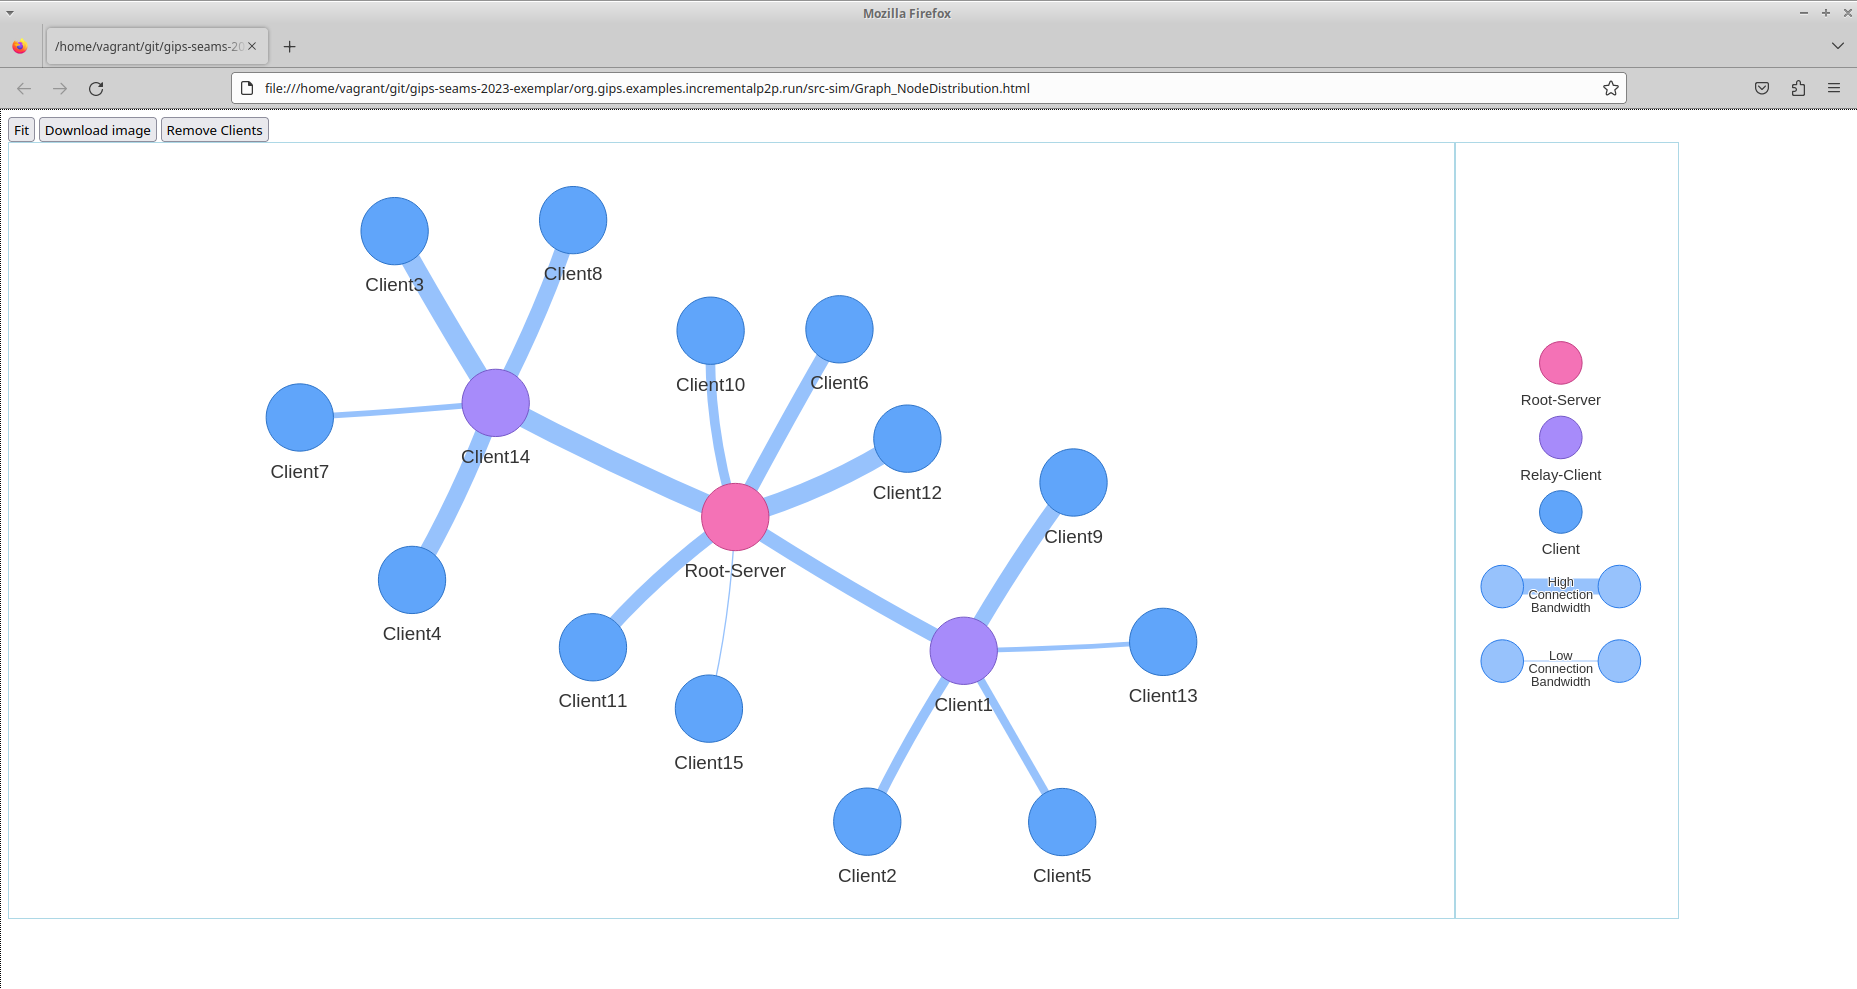 Mozilla Firefox
/home/vagrant/git/gips-seams-20
file:///home/vagrant/git/gips-seams-2023-exemplar/org.gips.examples.incrementalp2p.run/src-sim/Graph_NodeDistribution.html
Fit
Download image
Remove Clients
Client3
Client8
Client10
Client6
Client7
Client14
Client12
Client9
Root-Server
Client4
Client11
Client15
Client1
Client13
Client2
Client5
Root-Server
Relay-Client
Client
High
Connection
Bandwidth
Low
Connection
Bandwidth